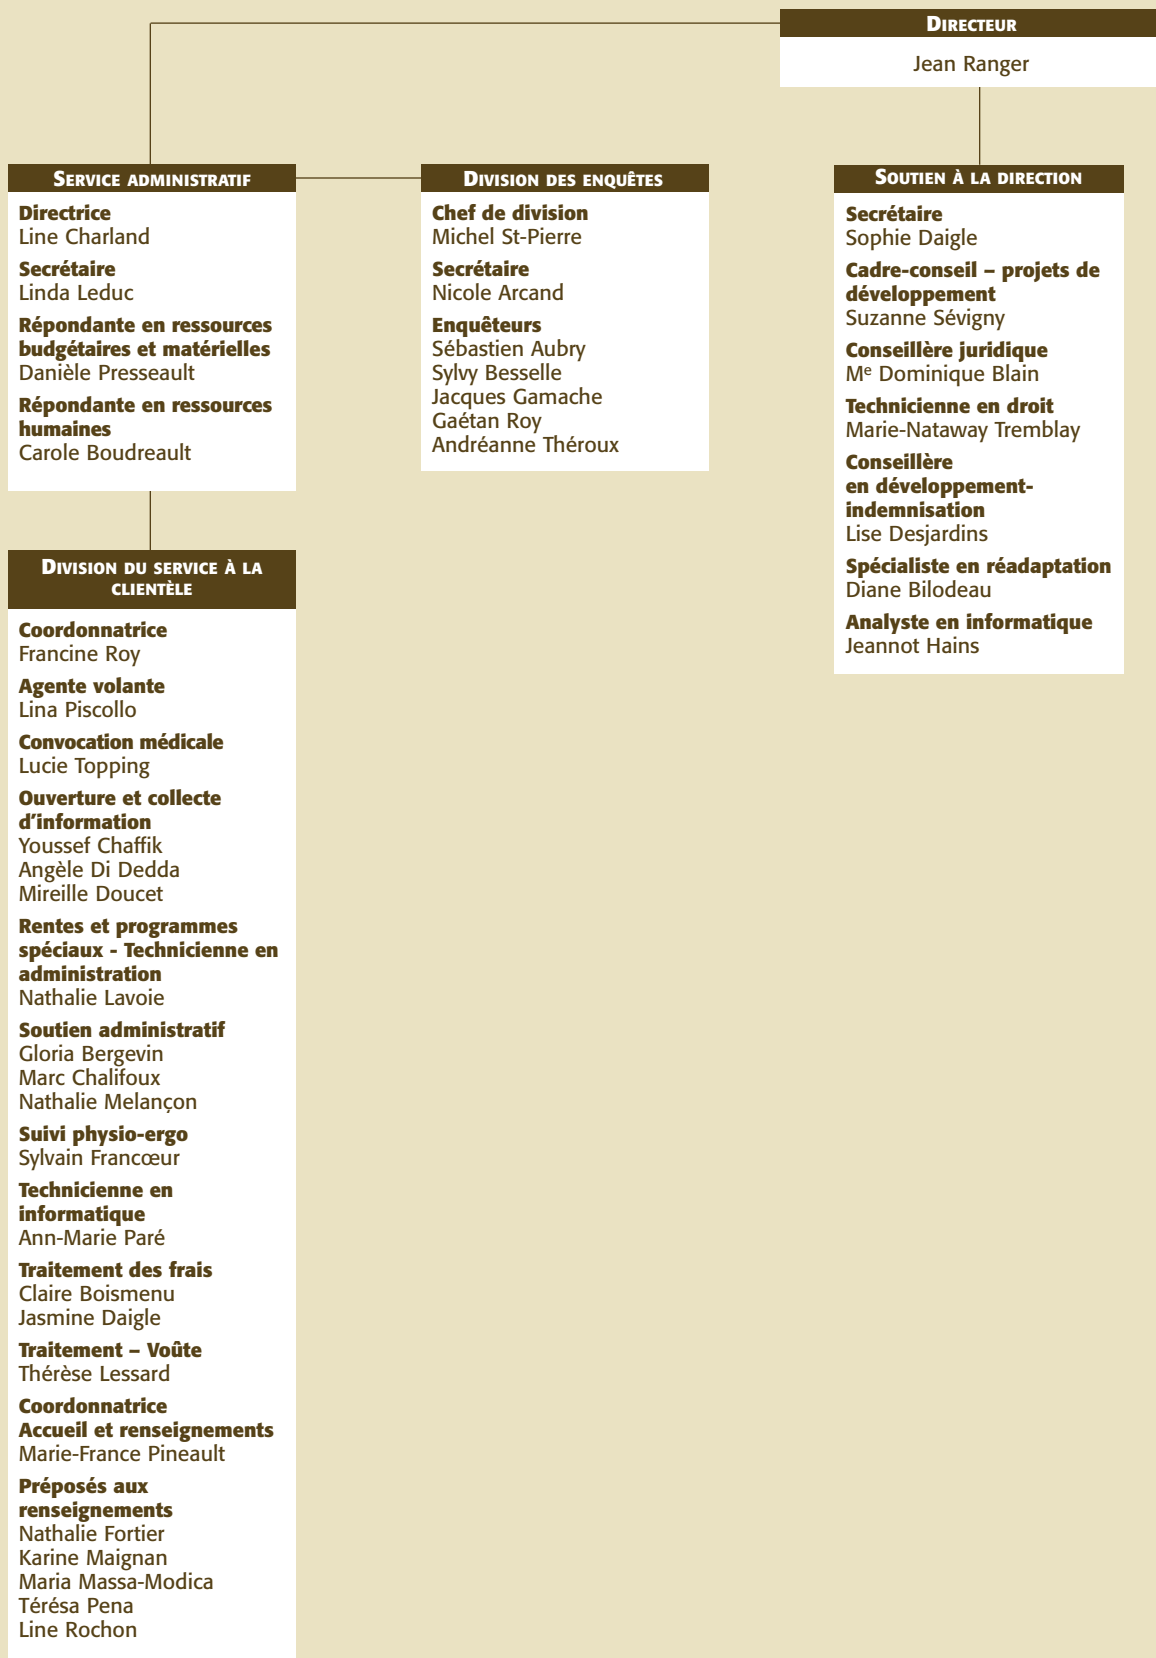 DIRECTEUR
Jean Ranger
SERVICE ADMINISTRATIF
Directrice
Line Charland
Secrétaire
Linda Leduc
Répondante en ressources
budgétaires et matérielles
Danièle Presseault
Répondante en ressources
humaines
Carole Boudreault
DIVISION DES ENQUÊTES
Chef de division
Michel St-Pierre
Secrétaire
Nicole Arcand
Enquêteurs
Sébastien Aubry
Sylvy Besselle
Jacques Gamache
Gaétan Roy
Andréanne Théroux
SOUTIEN À LA DIRECTION
Secrétaire
Sophie Daigle
Cadre-conseil – projets de
développement
Suzanne Sévigny
Conseillère juridique
Mᵉ Dominique Blain
Technicienne en droit
Marie-Nataway Tremblay
Conseillère
en développement-
indemnisation
Lise Desjardins
Spécialiste en réadaptation
Diane Bilodeau
Analyste en informatique
Jeannot Hains
DIVISION DU SERVICE À LA
CLIENTÈLE
Coordonnatrice
Francine Roy
Agente volante
Lina Piscollo
Convocation médicale
Lucie Topping
Ouverture et collecte
d'information
Youssef Chaffik
Angèle Di Dedda
Mireille Doucet
Rentes et programmes
spéciaux - Technicienne en
administration
Nathalie Lavoie
Soutien administratif
Gloria Bergevin
Marc Chalifoux
Nathalie Melançon
Suivi physio-ergo
Sylvain Francœur
Technicienne en
informatique
Ann-Marie Paré
Traitement des frais
Claire Boismenu
Jasmine Daigle
Traitement – Voûte
Thérèse Lessard
Coordonnatrice
Accueil et renseignements
Marie-France Pineault
Préposés aux
renseignements
Nathalie Fortier
Karine Maignan
Maria Massa-Modica
Térésa Pena
Line Rochon